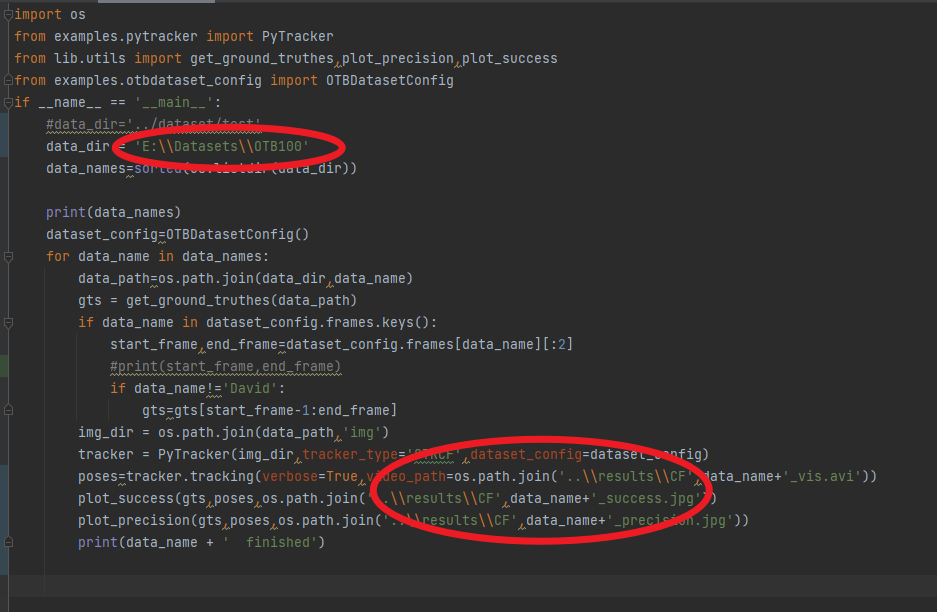 import os
from examples.pytracker import PyTracker
from lib.utils import get_ground_truthes,plot_precision,plot_success
from examples.otbdataset_config import OTBDatasetConfig
if __name__ == '__main__':
#data_dir='../dataset/test'
data_dir = 'E:\\Datasets\\OTB100'
data_names=sorted(os.listdir(data_dir))
print(data_names)
dataset_config=OTBDatasetConfig()
for data_name in data_names:
data_path=os.path.join(data_dir,data_name)
gts = get_ground_truthes(data_path)
if data_name in dataset_config.frames.keys():
start_frame,end_frame=dataset_config.frames[data_name][:2]
#print(start_frame,end_frame)
if data_name!='David':
gts=gts[start_frame-1:end_frame]
img_dir = os.path.join(data_path,'img')
tracker = PyTracker(img_dir,tracker_type='STRCF',dataset_config=dataset_config)
poses=tracker.tracking(verbose=True,video_path=os.path.join('..\\results\\CF',data_name+'_vis.avi'))
plot_success(gts,poses,os.path.join('..\\results\\CF',data_name+'_success.jpg'))
plot_precision(gts,poses,os.path.join('..\\results\\CF',data_name+'_precision.jpg'))
print(data_name + '  finished')